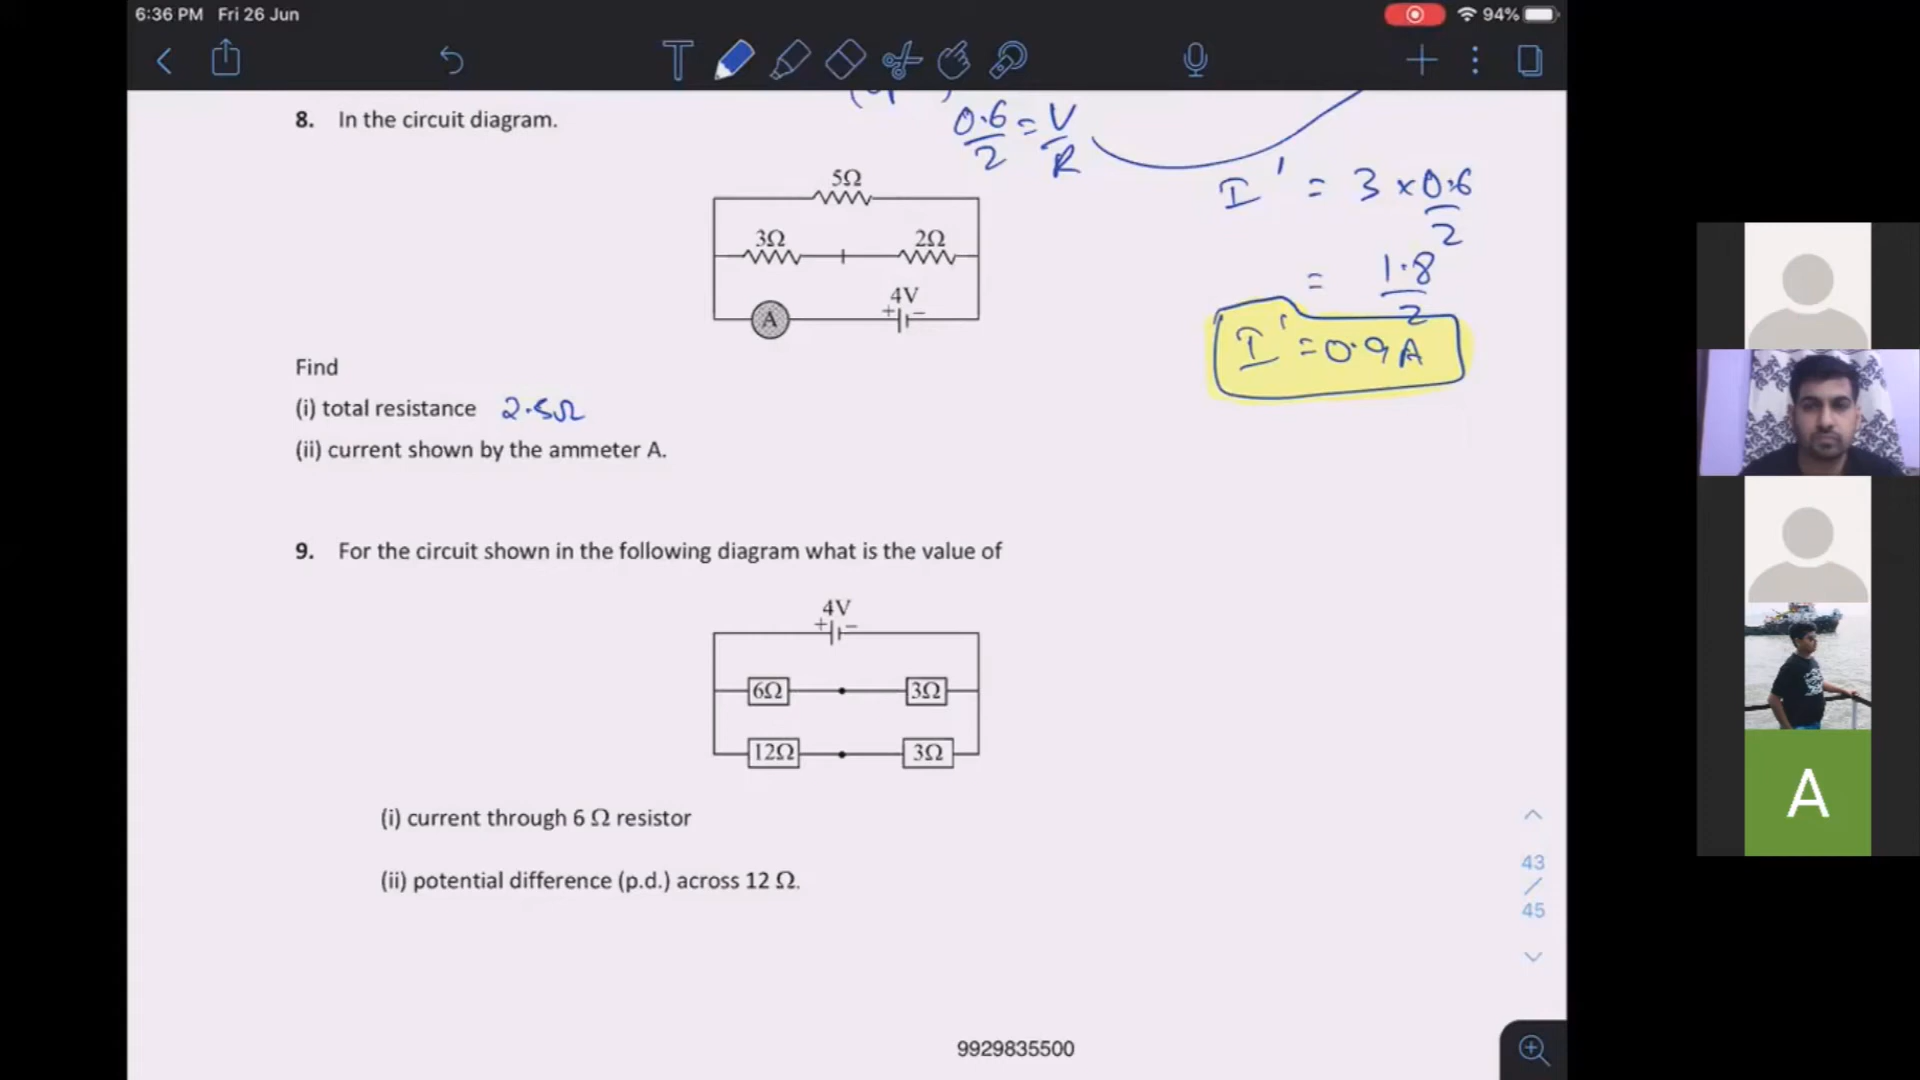 6:36 PM Fri 26 Jun
94%
T
8. In the circuit diagram.
0.6 = V
2 R
5Ω
3Ω
2Ω
4V
+ −
A
I' = 3 × 0.6
2
= 1.8
2
I' = 0.9 A
Find
(i) total resistance 2.5Ω
(ii) current shown by the ammeter A.
9. For the circuit shown in the following diagram what is the value of
4V
+ −
6Ω
3Ω
12Ω
3Ω
(i) current through 6 Ω resistor
(ii) potential difference (p.d.) across 12 Ω.
43
/
45
9929835500
A